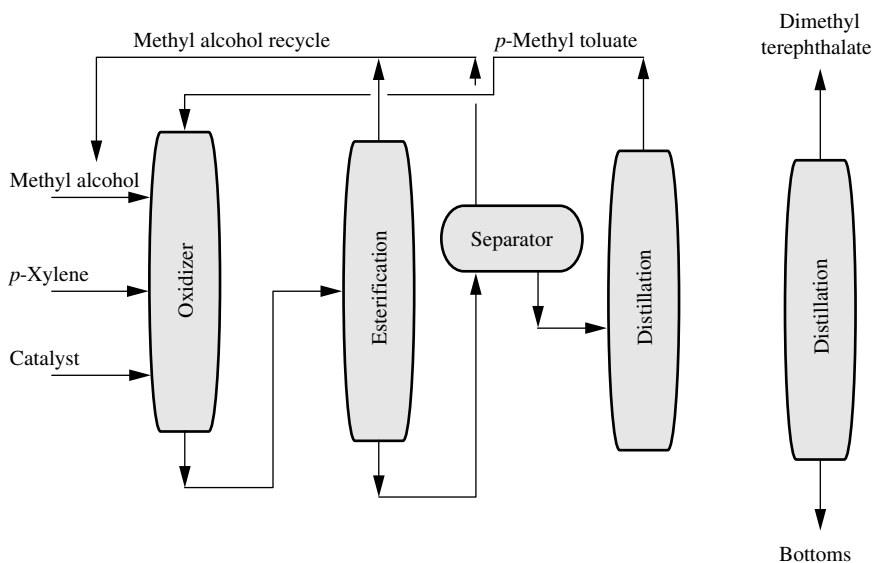 Dimethyl
terephthalate
Methyl alcohol recycle
p-Methyl toluate
Methyl alcohol
p-Xylene
Catalyst
Oxidizer
Esterification
Separator
Distillation
Distillation
Bottoms